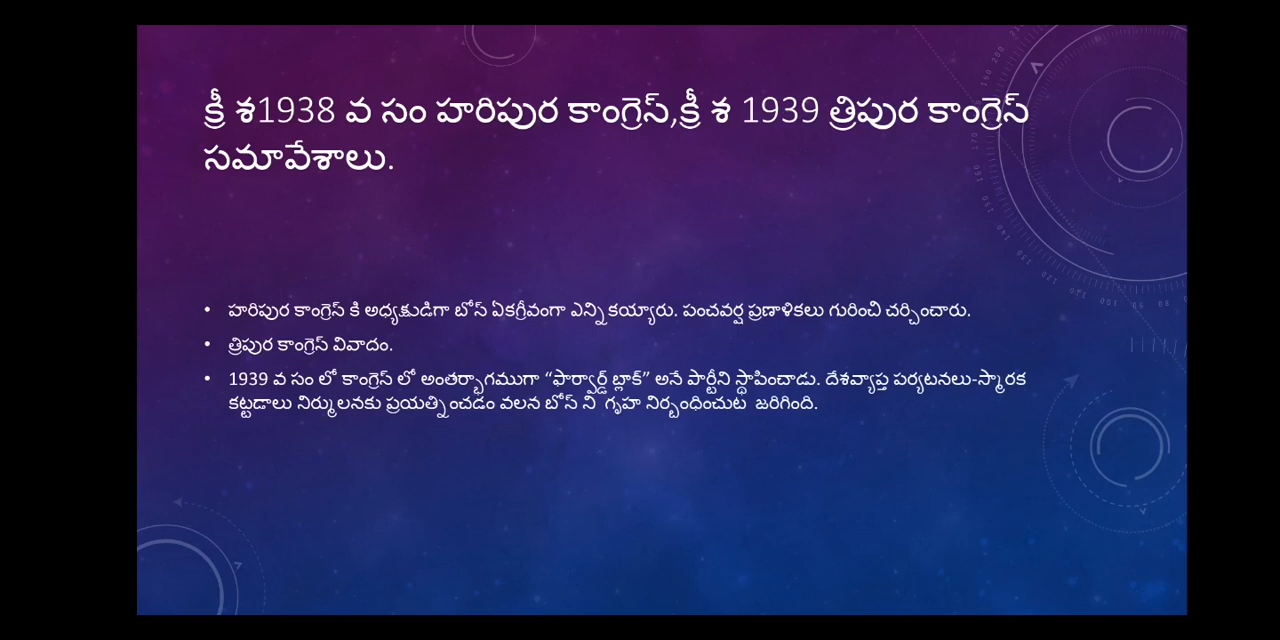 క్రీ శ1938 వ సం హరిపుర కాంగ్రెస్,క్రీ శ 1939 త్రిపుర కాంగ్రెస్
సమావేశాలు.
• హరిపుర కాంగ్రెస్ కి అధ్యక్షుడిగా బోస్ ఏకగ్రీవంగా ఎన్నికయ్యారు. పంచవర్ష ప్రణాళికలు గురించి చర్చించారు.
• త్రిపుర కాంగ్రెస్ వివాదం.
• 1939 వ సం లో కాంగ్రెస్ లో అంతర్భాగముగా “ఫార్వార్డ్ బ్లాక్” అనే పార్టీని స్థాపించాడు. దేశవ్యాప్త పర్యటనలు-స్మారక
కట్టడాలు నిర్ములనకు ప్రయత్నించడం వలన బోస్ ని గృహ నిర్బంధించుట జరిగింది.